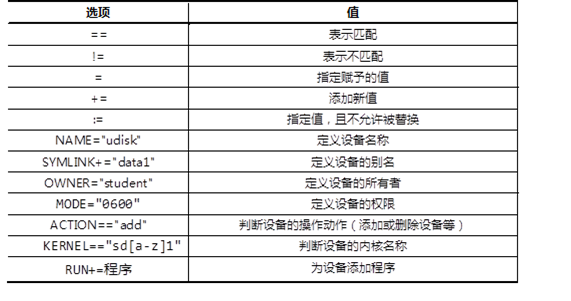 选项 值
== 表示匹配
!= 表示不匹配
= 指定赋予的值
+= 添加新值
:= 指定值，且不允许被替换
NAME="udisk" 定义设备名称
SYMLINK+="data1" 定义设备的别名
OWNER="student" 定义设备的所有者
MODE="0600" 定义设备的权限
ACTION=="add" 判断设备的操作动作（添加或删除设备等）
KERNEL=="sd[a-z]1" 判断设备的内核名称
RUN+=程序 为设备添加程序